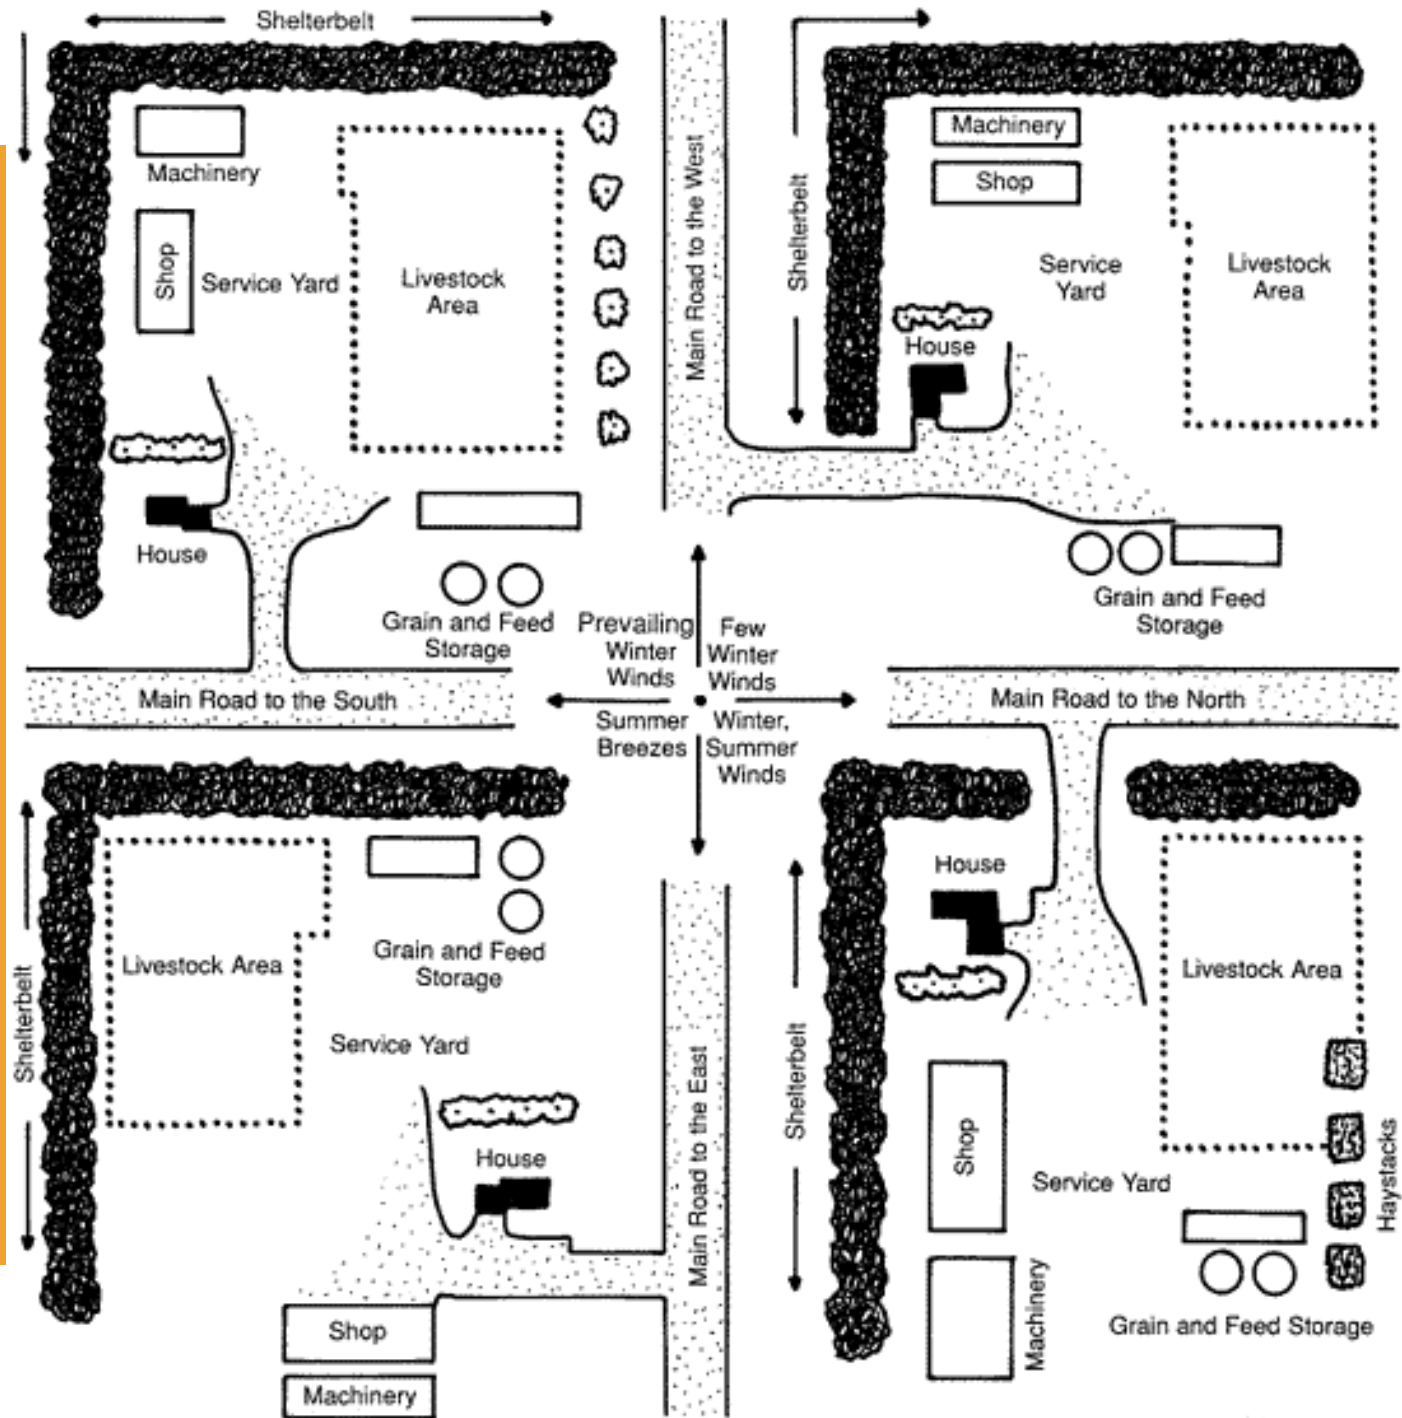 Shelterbelt
Machinery
Shop
Service Yard
Livestock
Area
House
Grain and Feed
Storage
Main Road to the South
Main Road to the West
Shelterbelt
Machinery
Shop
Service
Yard
Livestock
Area
House
Grain and Feed
Storage
Prevailing
Winter
Winds
Few
Winter
Winds
Summer
Breezes
Winter,
Summer
Winds
Main Road to the North
Shelterbelt
Livestock Area
Grain and Feed
Storage
Service Yard
House
Shop
Machinery
Main Road to the East
Shelterbelt
House
Livestock Area
Shop
Service Yard
Haystacks
Machinery
Grain and Feed Storage